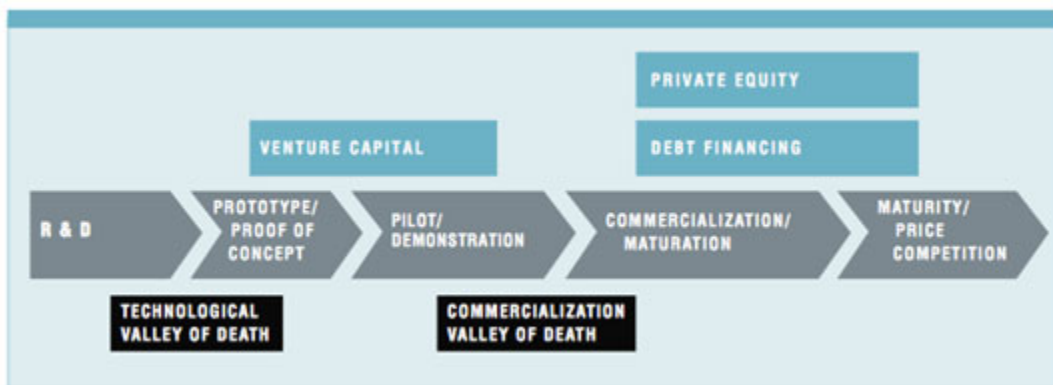 PRIVATE EQUITY
VENTURE CAPITAL
DEBT FINANCING
R & D
PROTOTYPE/
PROOF OF
CONCEPT
PILOT/
DEMONSTRATION
COMMERCIALIZATION/
MATURATION
MATURITY/
PRICE
COMPETITION
TECHNOLOGICAL
VALLEY OF DEATH
COMMERCIALIZATION
VALLEY OF DEATH